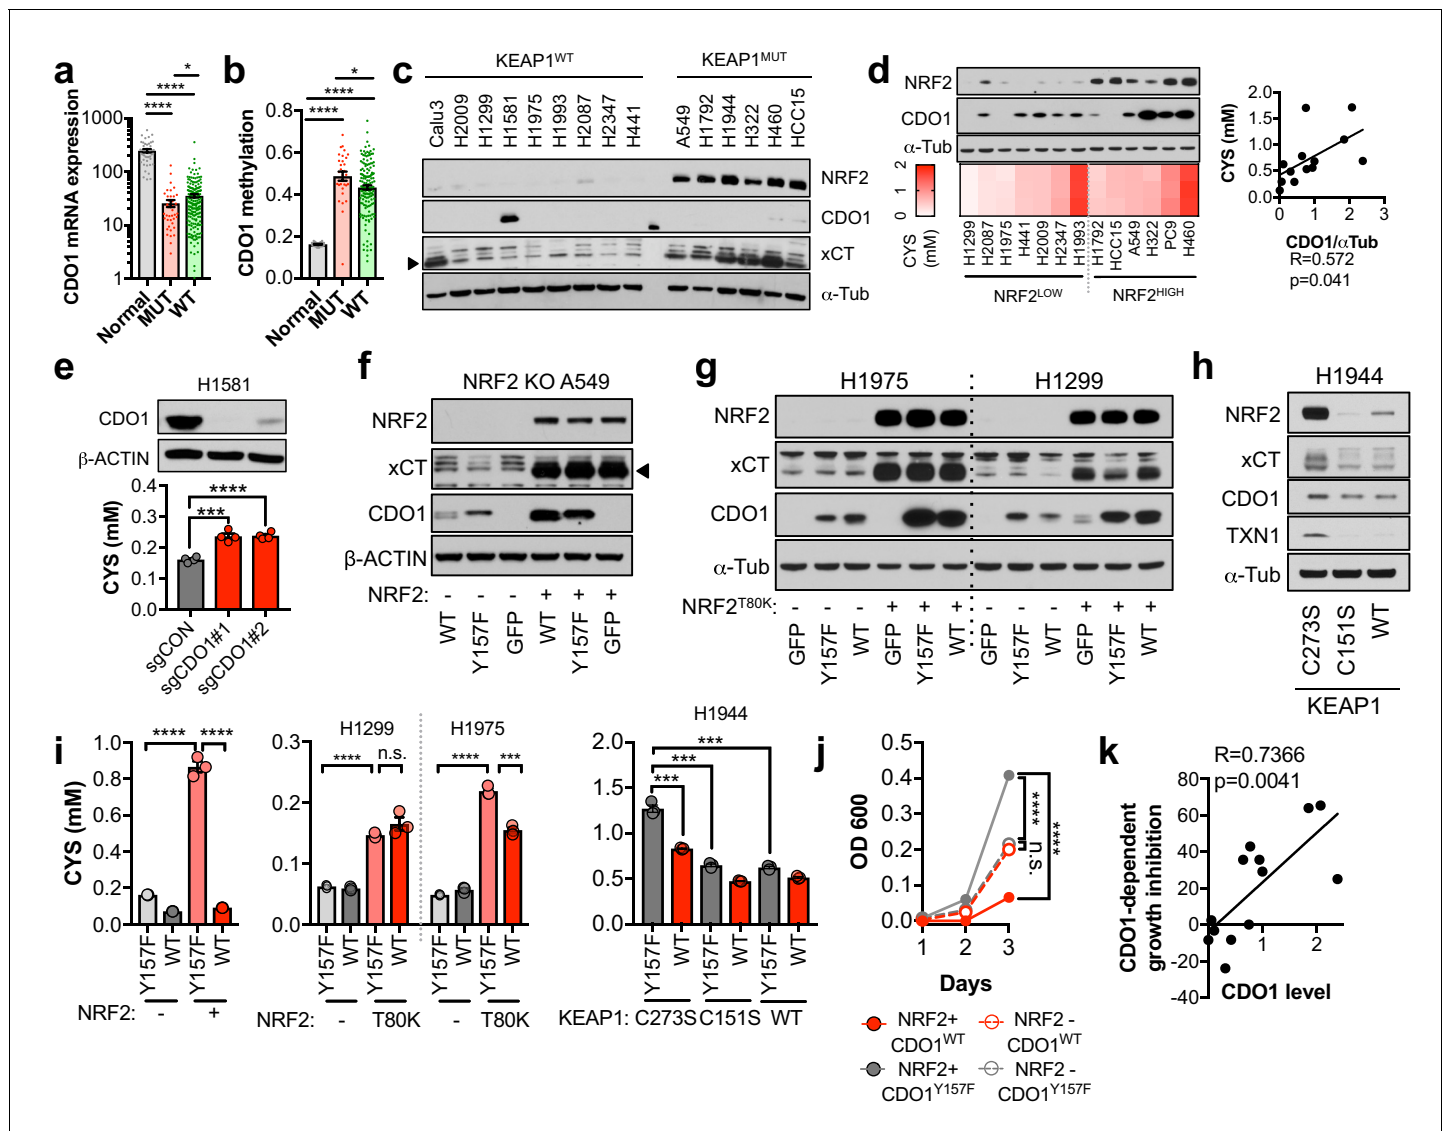 a
CDO1 mRNA expression
1000
100
10
1
****
****
*
Normal
MUT
WT
b
CDO1 methylation
0.8
0.6
0.4
0.2
0.0
****
****
*
Normal
MUT
WT
c
KEAP1WT
KEAP1MUT
Calu3
H2009
H1299
H1581
H1975
H1993
H2087
H2347
H441
A549
H1792
H1944
H322
H460
HCC15
NRF2
CDO1
xCT
α-Tub
d
NRF2
CDO1
α-Tub
CYS
(mM)
2
1
0
H1299
H2087
H1975
H441
H2009
H2347
H1993
H1792
HCC15
A549
H322
PC9
H460
NRF2LOW
NRF2HIGH
CYS (mM)
2.0
1.5
1.0
0.5
0.0
0 1 2 3
CDO1/αTub
R=0.572
p=0.041
e
H1581
CDO1
β-ACTIN
CYS (mM)
0.4
0.3
0.2
0.1
0.0
****
***
sgCON
sgCDO1#1
sgCDO1#2
f
NRF2 KO A549
NRF2
xCT
CDO1
β-ACTIN
NRF2: - - - + + +
WT
Y157F
GFP
WT
Y157F
GFP
g
H1975
H1299
NRF2
xCT
CDO1
α-Tub
NRF2T80K: - - - + + + - - - + + +
GFP
Y157F
WT
GFP
Y157F
WT
GFP
Y157F
WT
GFP
Y157F
WT
h
H1944
NRF2
xCT
CDO1
TXN1
α-Tub
C273S
C151S
WT
KEAP1
i
CYS (mM)
1.0
0.8
0.6
0.4
0.2
0.0
**** ****
Y157F
WT
Y157F
WT
NRF2: - +
H1299
H1975
0.3
0.2
0.1
0.0
**** n.s.
**** ***
Y157F
WT
Y157F
WT
Y157F
WT
Y157F
WT
NRF2: - T80K - T80K
H1944
2.0
1.5
1.0
0.5
0.0
***
***
***
Y157F
WT
Y157F
WT
Y157F
WT
KEAP1: C273S C151S WT
j
OD 600
0.5
0.4
0.3
0.2
0.1
0.0
1 2 3
Days
****
n.s.
****
NRF2+
CDO1WT
NRF2 -
CDO1WT
NRF2+
CDO1Y157F
NRF2 -
CDO1Y157F
k
R=0.7366
p=0.0041
CDO1-dependent
growth inhibition
80
60
40
20
0
-20
-40
1 2
CDO1 level